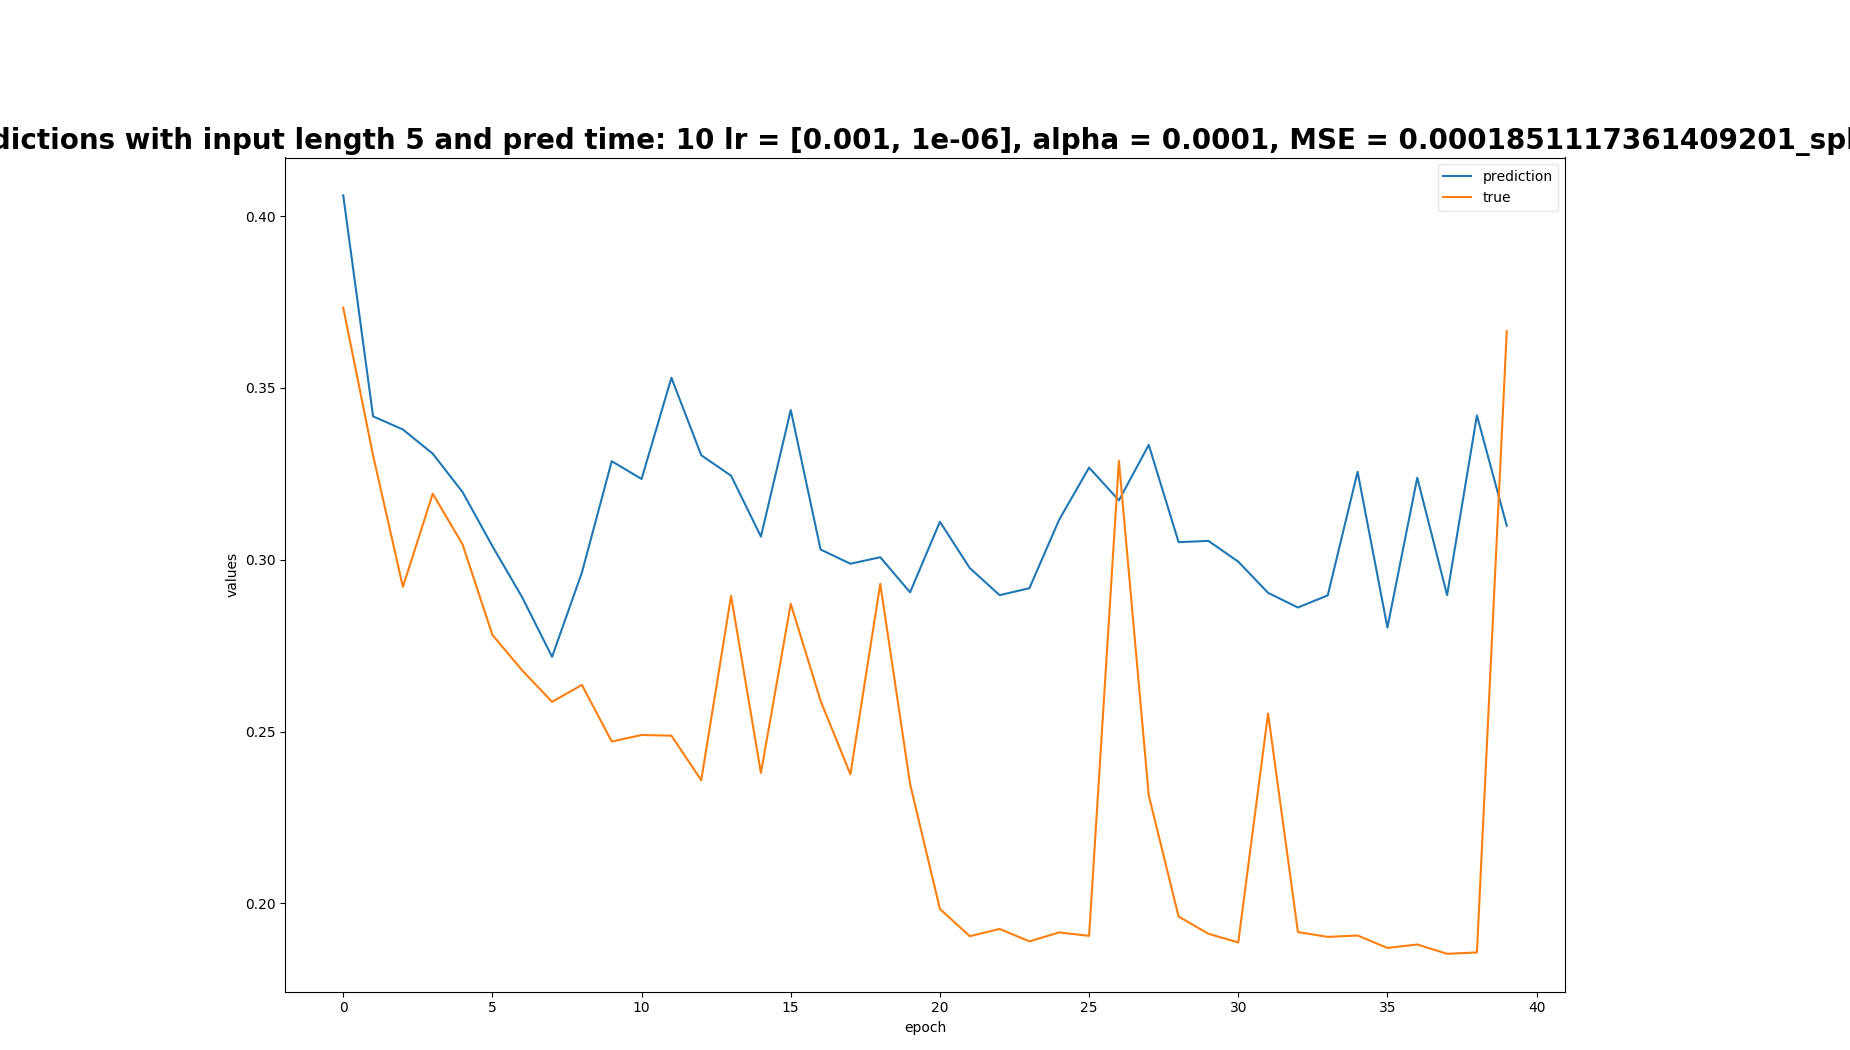 dictions with input length 5 and pred time: 10 lr = [0.001, 1e-06], alpha = 0.0001, MSE = 0.0001851117361409201_spl
prediction
true
0.40
0.35
0.30
0.25
0.20
values
0 5 10 15 20 25 30 35 40
epoch